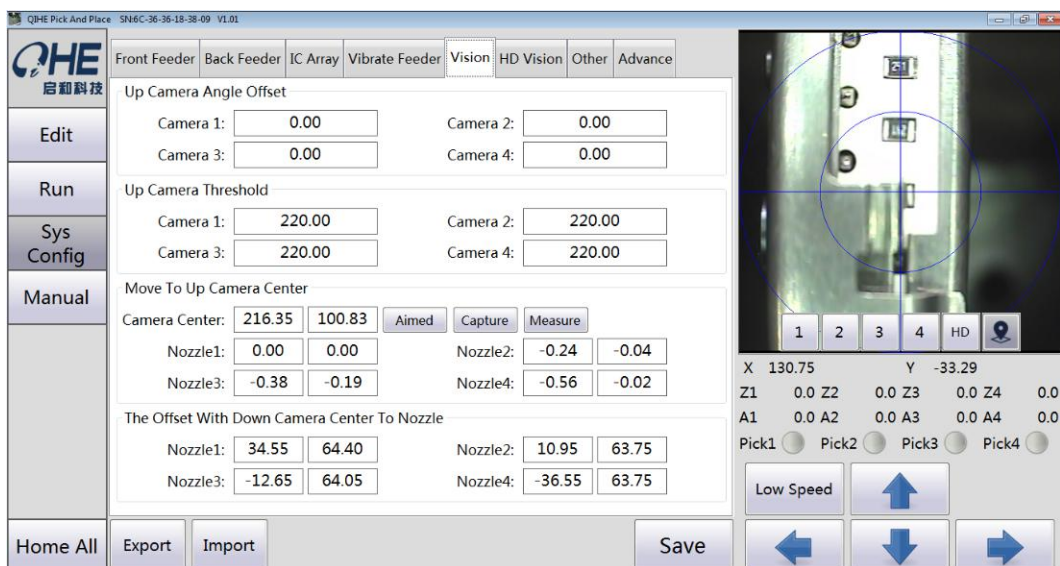 QIHE Pick And Place SN:6C-36-36-18-38-09 V1.01
QiHE
启和科技
Edit
Run
Sys
Config
Manual
Home All
Front Feeder Back Feeder IC Array Vibrate Feeder Vision HD Vision Other Advance
Up Camera Angle Offset
Camera 1: 0.00 Camera 2: 0.00
Camera 3: 0.00 Camera 4: 0.00
Up Camera Threshold
Camera 1: 220.00 Camera 2: 220.00
Camera 3: 220.00 Camera 4: 220.00
Move To Up Camera Center
Camera Center: 216.35 100.83 Aimed Capture Measure
Nozzle1: 0.00 0.00 Nozzle2: -0.24 -0.04
Nozzle3: -0.38 -0.19 Nozzle4: -0.56 -0.02
The Offset With Down Camera Center To Nozzle
Nozzle1: 34.55 64.40 Nozzle2: 10.95 63.75
Nozzle3: -12.65 64.05 Nozzle4: -36.55 63.75
Export Import Save
1 2 3 4 HD
X 130.75 Y -33.29
Z1 0.0 Z2 0.0 Z3 0.0 Z4 0.0
A1 0.0 A2 0.0 A3 0.0 A4 0.0
Pick1 Pick2 Pick3 Pick4
Low Speed